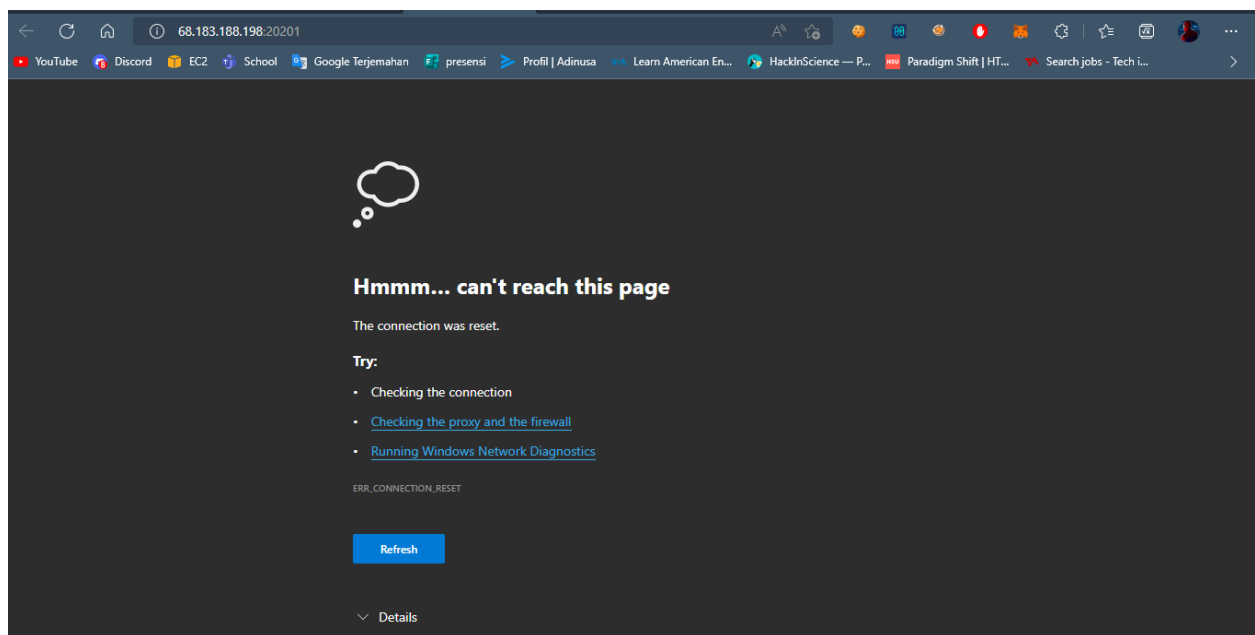 68.183.188.198:20201
YouTube Discord EC2 School Google Terjemahan presensi Profil | Adinusa Learn American En... HackInScience — P... Paradigm Shift | HT... Search jobs - Tech i...
Hmmm... can't reach this page
The connection was reset.
Try:
• Checking the connection
• Checking the proxy and the firewall
• Running Windows Network Diagnostics
ERR_CONNECTION_RESET
Refresh
Details